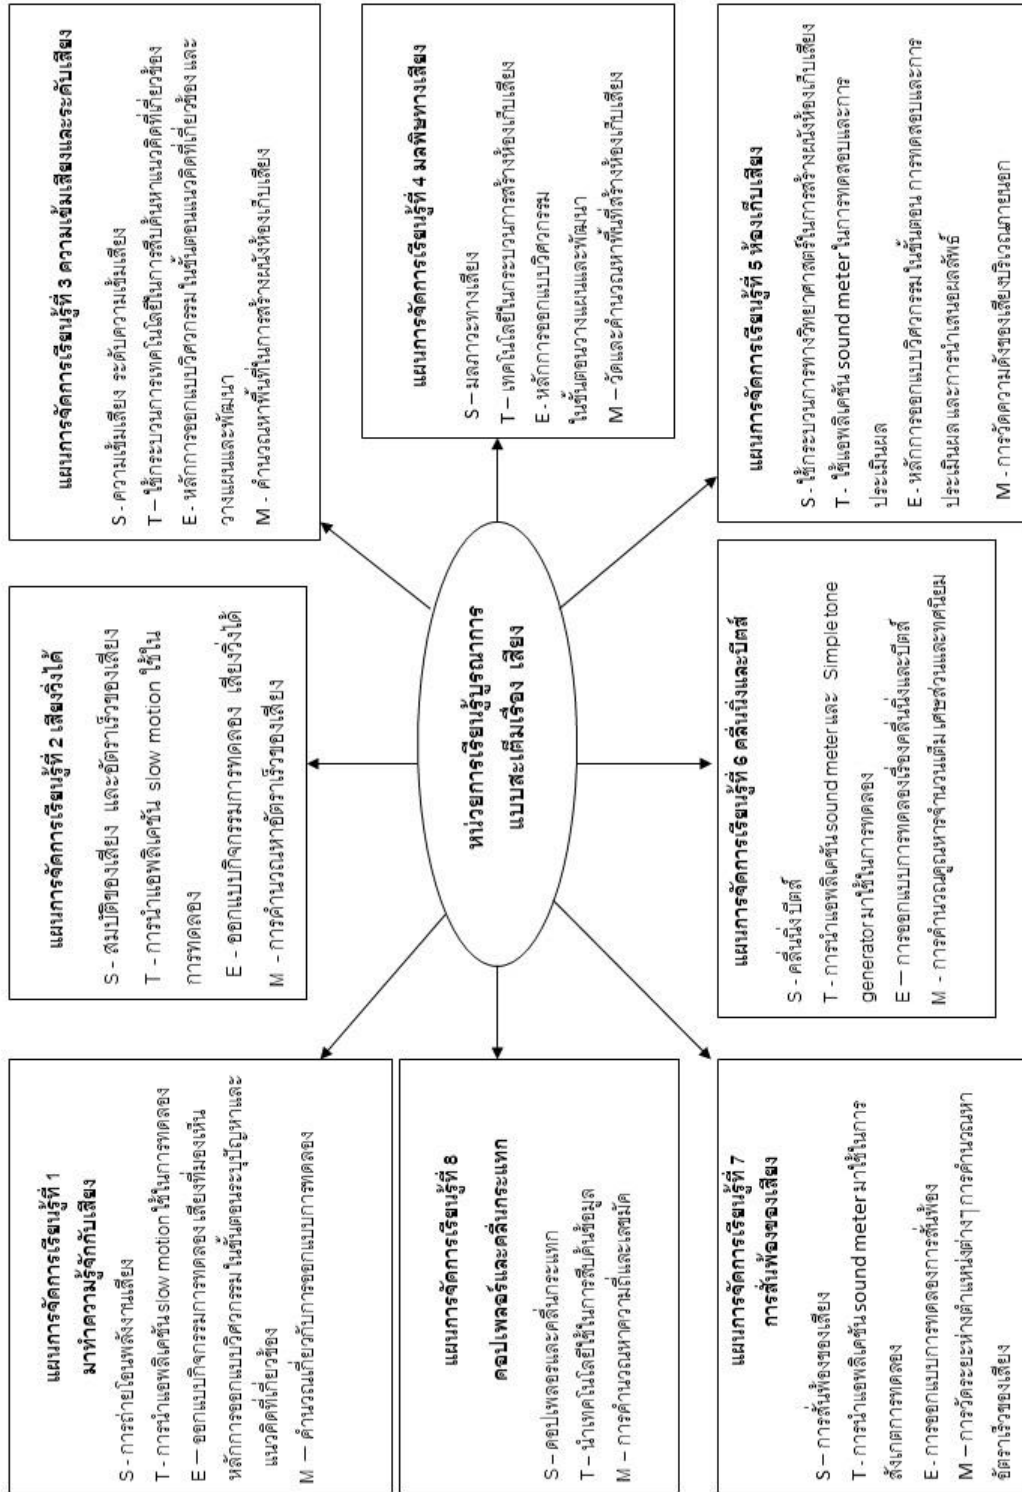 แผนการจัดการเรียนรู้ที่ 1
มาทำความรู้จักกับเสียง
S - การถ่ายโอนพลังงานเสียง
T - การนำแอพลิเคชั่น slow motion ใช้ในการทดลอง
E – ออกแบบกิจกรรมการทดลอง เสียงที่มองเห็น
หลักการออกแบบวิศวกรรม ในขั้นตอนระบุปัญหาและ
แนวคิดที่เกี่ยวข้อง
M – คำนวณเกี่ยวกับการออกแบบการทดลอง
แผนการจัดการเรียนรู้ที่ 2 เสียงวิ่งได้
S - สมบัติของเสียง และอัตราเร็วของเสียง
T - การนำแอพลิเคชั่น slow motion ใช้ใน
การทดลอง
E - ออกแบบกิจกรรมการทดลอง เสียงวิ่งได้
M - การคำนวณหาอัตราเร็วของเสียง
แผนการจัดการเรียนรู้ที่ 3 ความเข้มเสียงและระดับเสียง
S - ความเข้มเสียง ระดับความเข้มเสียง
T – ใช้กระบวนการเทคโนโลยีในการสืบค้นหาแนวคิดที่เกี่ยวข้อง
E - หลักการออกแบบวิศวกรรม ในขั้นตอนแนวคิดที่เกี่ยวข้อง และ
วางแผนและพัฒนา
M - คำนวณหาพื้นที่ในการสร้างผนังห้องเก็บเสียง
แผนการจัดการเรียนรู้ที่ 8
ดอปเพลอร์และคลื่นกระแทก
S – ดอปเพลอรและคลื่นกระแทก
T – นำเทคโนโลยีใช้ในการสืบค้นข้อมูล
M – การคำนวณหาความถี่และเลขมัค
หน่วยการเรียนรู้บูรณาการ
แบบสะเต็มเรื่อง เสียง
แผนการจัดการเรียนรู้ที่ 4 มลพิษทางเสียง
S – มลภาวะทางเสียง
T – เทคโนโลยีในกระบวนการสร้างห้องเก็บเสียง
E - หลักการออกแบบวิศวกรรม
ในขั้นตอนวางแผนและพัฒนา
M – วัดและคำนวณหาพื้นที่สร้างห้องเก็บเสียง
แผนการจัดการเรียนรู้ที่ 7
การสั่นพ้องของเสียง
S – การสั่นพ้องของเสียง
T - การนำแอพลิเคชั่น sound meter มาใช้ในการ
สังเกตการทดลอง
E - การออกแบบการทดลองการสั่นพ้อง
M – การวัดระยะห่างตำแหน่งต่างๆ การคำนวณหา
อัตราเร็วของเสียง
แผนการจัดการเรียนรู้ที่ 6 คลื่นนิ่งและบีตส์
S - คลื่นนิ่ง บีตส์
T - การนำแอพลิเคชั่น sound meter และ Simple tone
generator มาใช้ในการทดลอง
E – การออกแบบการทดลองเรื่องคลื่นนิ่งและบีตส์
M - การคำนวณคูณหารจำนวนเต็ม เศษส่วนและทศนิยม
แผนการจัดการเรียนรู้ที่ 5 ห้องเก็บเสียง
S - ใช้กระบวนการทางวิทยาศาสตร์ในการสร้างผนังห้องเก็บเสียง
T - ใช้แอพลิเคชั่น sound meter ในการทดสอบและการ
ประเมินผล
E - หลักการออกแบบวิศวกรรม ในขั้นตอน การทดสอบและการ
ประเมินผล และการนำเสนอผลลัพธ์
M - การวัดความดังของเสียงบริเวณภายนอก